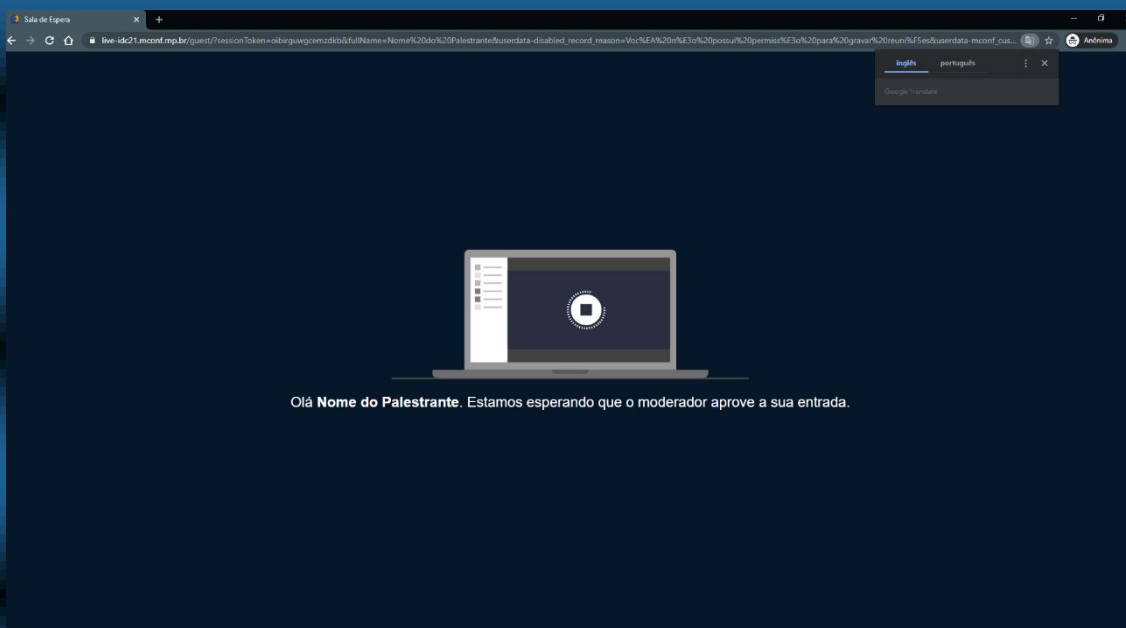 Sala de Espera
live-idc21.mconf.rnp.br/guest/?sessionToken=oibirguwgcemzdkb&fullName=Nome%20do%20Palestrante&userdata-disabled_record_reason=Voc%EA%20n%E3o%20possui%20permiss%E3o%20para%20gravar%20reuni%F5es&userdata-mconf_cus...
Anônima
inglês português
Google Translate
Olá Nome do Palestrante. Estamos esperando que o moderador aprove a sua entrada.